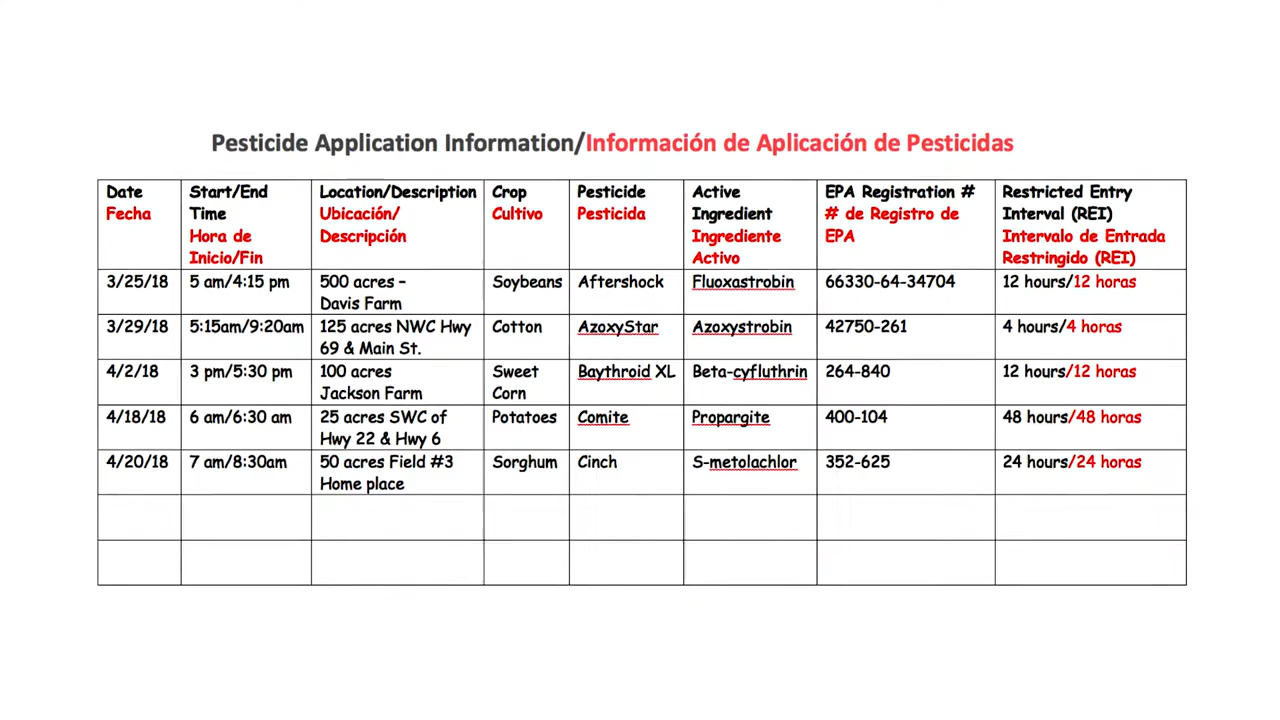 Pesticide Application Information/Información de Aplicación de Pesticidas
Date
Fecha
Start/End
Time
Hora de
Inicio/Fin
Location/Description
Ubicación/
Descripción
Crop
Cultivo
Pesticide
Pesticida
Active
Ingredient
Ingrediente
Activo
EPA Registration #
# de Registro de
EPA
Restricted Entry
Interval (REI)
Intervalo de Entrada
Restringido (REI)
3/25/18
5 am/4:15 pm
500 acres –
Davis Farm
Soybeans
Aftershock
Fluoxastrobin
66330-64-34704
12 hours/12 horas
3/29/18
5:15am/9:20am
125 acres NWC Hwy
69 & Main St.
Cotton
AzoxyStar
Azoxystrobin
42750-261
4 hours/4 horas
4/2/18
3 pm/5:30 pm
100 acres
Jackson Farm
Sweet
Corn
Baythroid XL
Beta-cyfluthrin
264-840
12 hours/12 horas
4/18/18
6 am/6:30 am
25 acres SWC of
Hwy 22 & Hwy 6
Potatoes
Comite
Propargite
400-104
48 hours/48 horas
4/20/18
7 am/8:30am
50 acres Field #3
Home place
Sorghum
Cinch
S-metolachlor
352-625
24 hours/24 horas